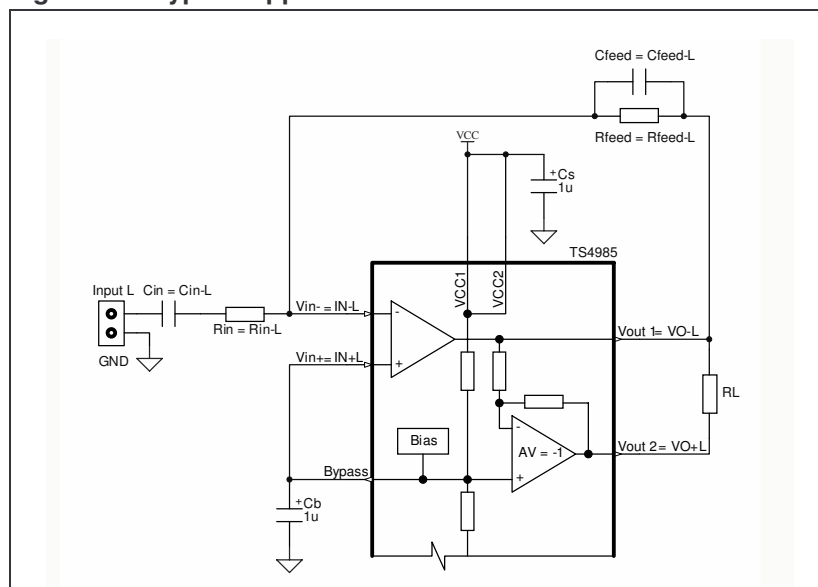 Cfeed = Cfeed-L
Rfeed = Rfeed-L
VCC
+
Cs
1u
TS4985
VCC1
VCC2
Input L
Cin = Cin-L
Rin = Rin-L
GND
Vin- = IN-L
-
Vin+ = IN+L
+
Vout 1 = VO-L
RL
Bias
-
AV = -1
+
Vout 2 = VO+L
Bypass
+
Cb
1u